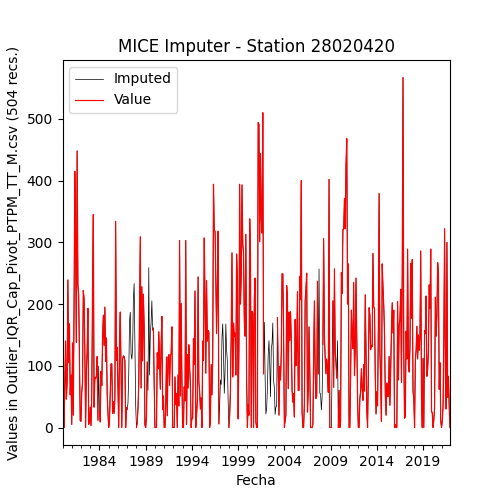 MICE Imputer - Station 28020420
Imputed
Value
Values in Outlier_IQR_Cap_Pivot_PTPM_TT_M.csv (504 recs.)
500
400
300
200
100
0
1984 1989 1994 1999 2004 2009 2014 2019
Fecha